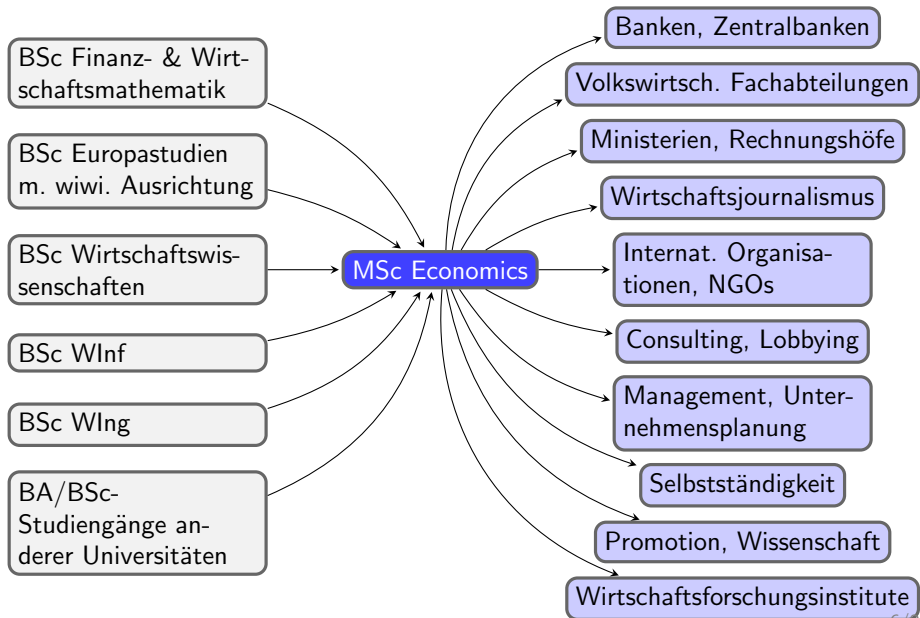 BSc Finanz- & Wirt-
schaftsmathematik
BSc Europastudien
m. wiwi. Ausrichtung
BSc Wirtschaftswis-
senschaften
BSc WInf
BSc WIng
BA/BSc-
Studiengänge an-
derer Universitäten
MSc Economics
Banken, Zentralbanken
Volkswirtsch. Fachabteilungen
Ministerien, Rechnungshöfe
Wirtschaftsjournalismus
Internat. Organisa-
tionen, NGOs
Consulting, Lobbying
Management, Unter-
nehmensplanung
Selbstständigkeit
Promotion, Wissenschaft
Wirtschaftsforschungsinstitute